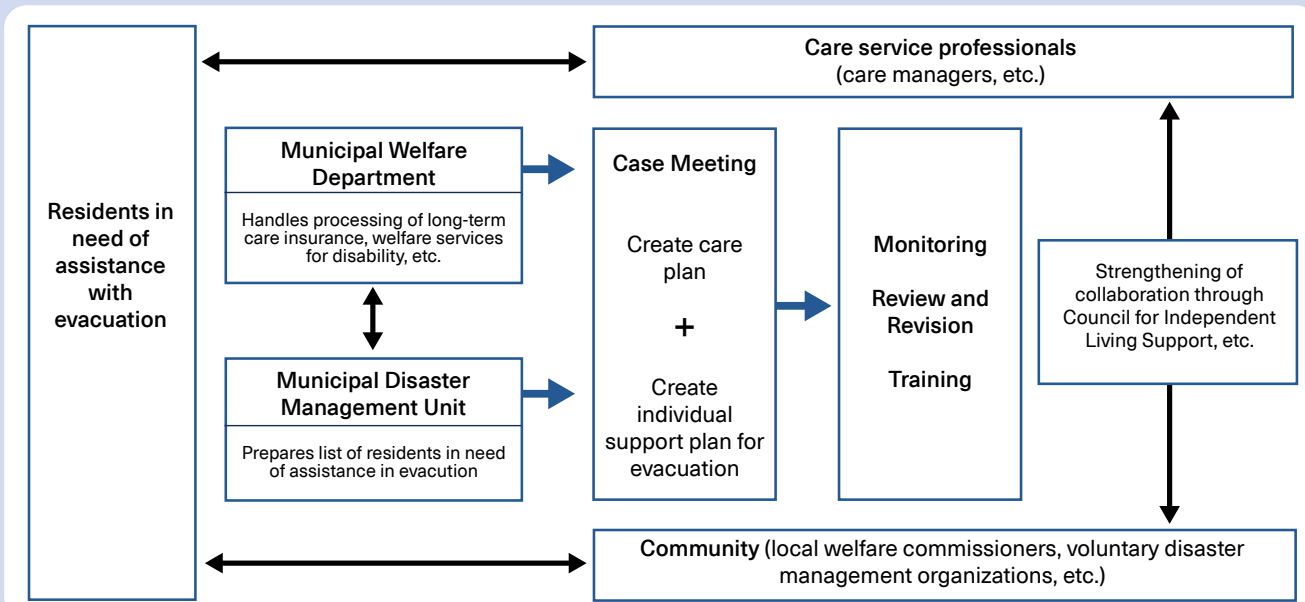 Care service professionals
(care managers, etc.)
Residents in
need of
assistance
with
evacuation
Municipal Welfare
Department
Handles processing of long-term
care insurance, welfare services
for disability, etc.
Municipal Disaster
Management Unit
Prepares list of residents in need
of assistance in evacution
Case Meeting
Create care
plan
+
Create
individual
support plan for
evacuation
Monitoring
Review and
Revision
Training
Strengthening of
collaboration through
Council for Independent
Living Support, etc.
Community (local welfare commissioners, voluntary disaster
management organizations, etc.)